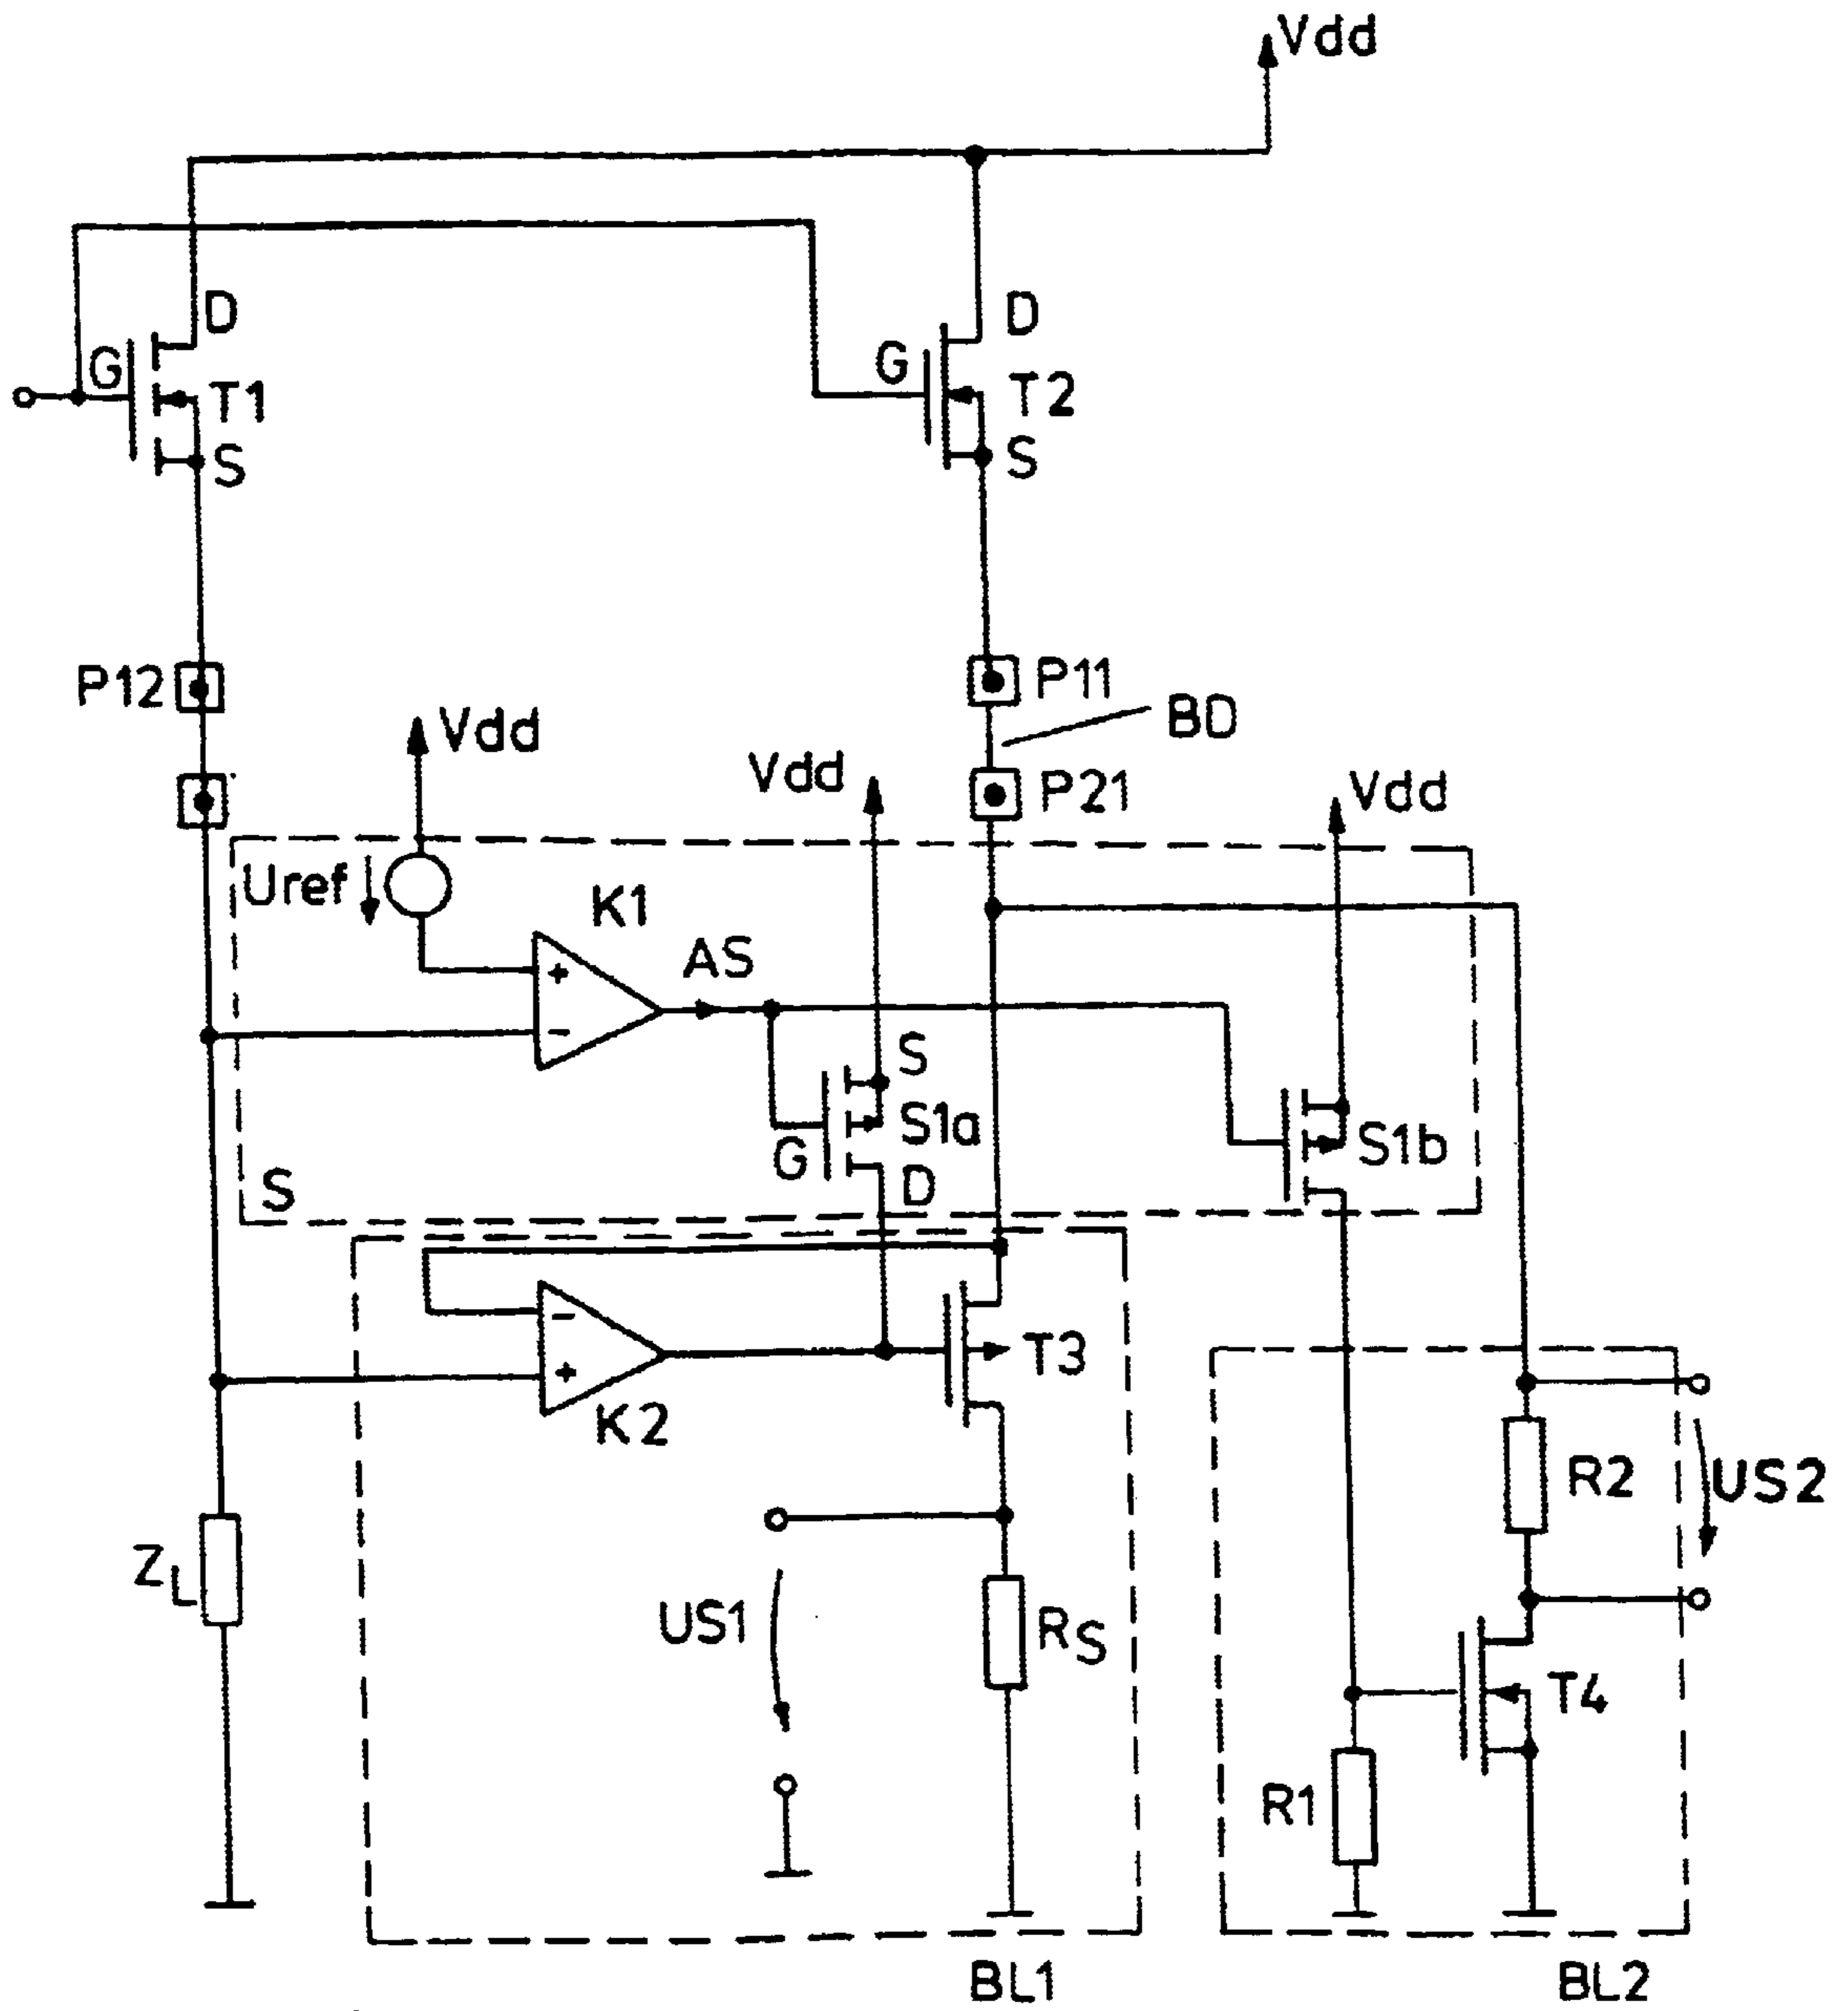 Vdd
D
D
G
G
T1
T2
S
S
P12
P11
BD
Vdd
Vdd
P21
Vdd
Uref
K1
AS
+
-
S
S1a
S1b
G
D
S
-
T3
+
K2
R2
US2
ZL
US1
RS
T4
R1
BL1
BL2